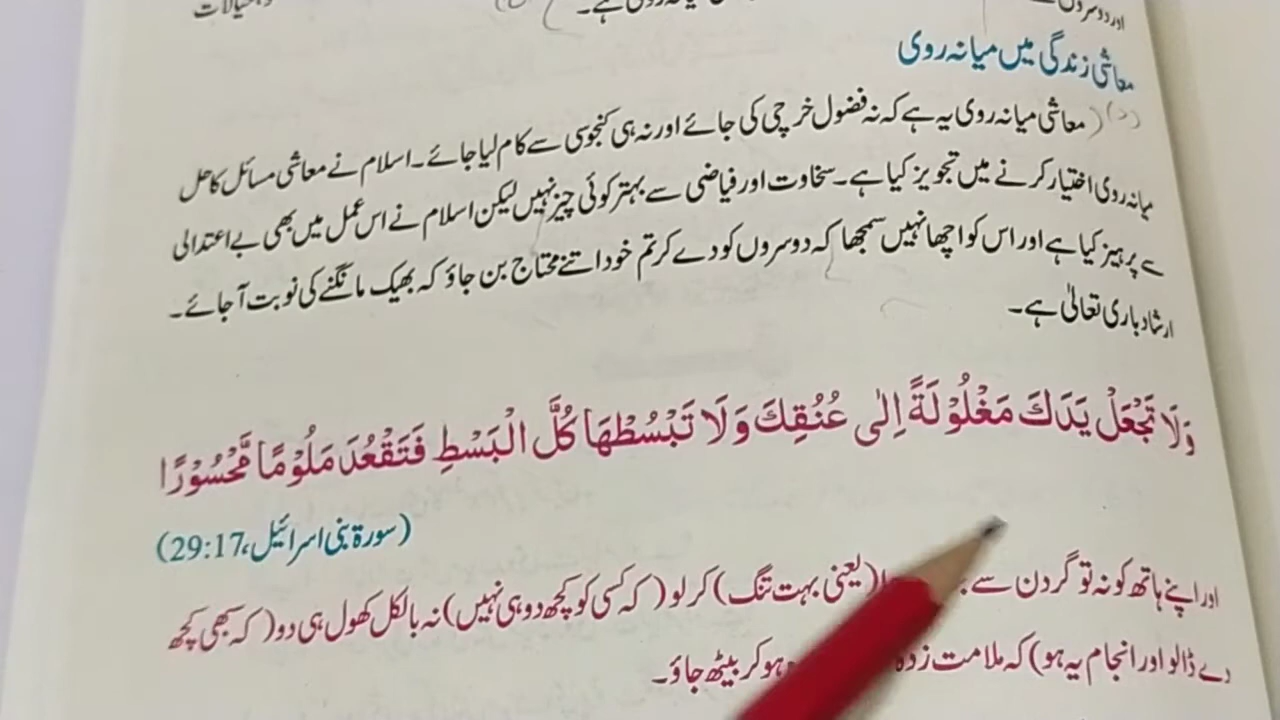 اور دوسروں
و خیالات
معاشی زندگی میں میانہ روی
(د) معاشی میانہ روی یہ ہے کہ نہ فضول خرچی کی جائے اور نہ ہی کنجوسی سے کام لیا جائے۔ اسلام نے معاشی مسائل کا حل
میانہ روی اختیار کرنے میں تجویز کیا ہے۔ سخاوت اور فیاضی سے بہتر کوئی چیز نہیں لیکن اسلام نے اس عمل میں بھی بے اعتدالی
سے پرہیز کیا ہے اور اس کو اچھا نہیں سمجھا کہ دوسروں کو دے کر تم خود اتنے محتاج بن جاؤ کہ بھیک مانگنے کی نوبت آ جائے۔
ارشاد باری تعالیٰ ہے۔
وَلَا تَجْعَلْ يَدَكَ مَغْلُوْلَةً اِلٰى عُنُقِكَ وَلَا تَبْسُطْهَا كُلَّ الْبَسْطِ فَتَقْعُدَ مَلُوْمًا مَّحْسُوْرًا
(سورۃ بنی اسرائیل، 29:17)
اور اپنے ہاتھ کو نہ تو گردن سے (یعنی بہت تنگ) کر لو (کہ کسی کو کچھ دو ہی نہیں) نہ بالکل کھول ہی دو (کہ سبھی کچھ
دے ڈالو اور انجام یہ ہو) کہ ملامت زدہ ہو کر بیٹھ جاؤ۔